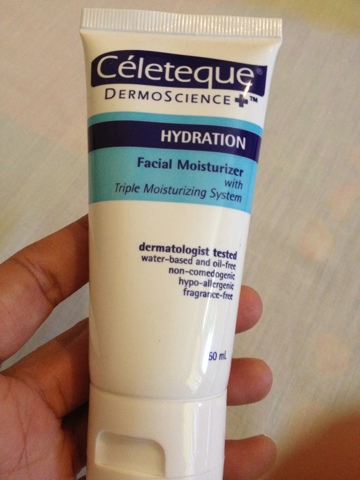 Céleteque®
DERMOSCIENCE™
HYDRATION
Facial Moisturizer
with
Triple Moisturizing System
dermatologist tested
water-based and oil-free
non-comedogenic
hypo-allergenic
fragrance-free
50 mL